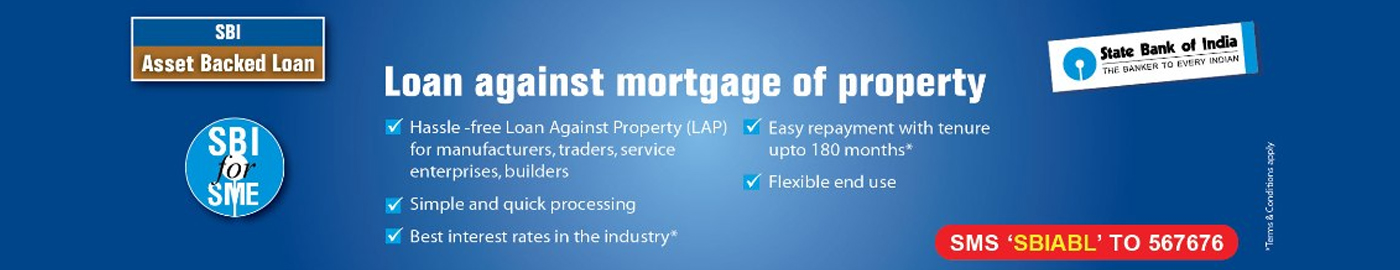 SBI
Asset Backed Loan
SBI
for
SME
Loan against mortgage of property
Hassle -free Loan Against Property (LAP)
for manufacturers, traders, service
enterprises, builders
Simple and quick processing
Best interest rates in the industry*
Easy repayment with tenure
upto 180 months*
Flexible end use
State Bank of India
THE BANKER TO EVERY INDIAN
*Terms & Conditions apply
SMS ‘SBIABL’ TO 567676